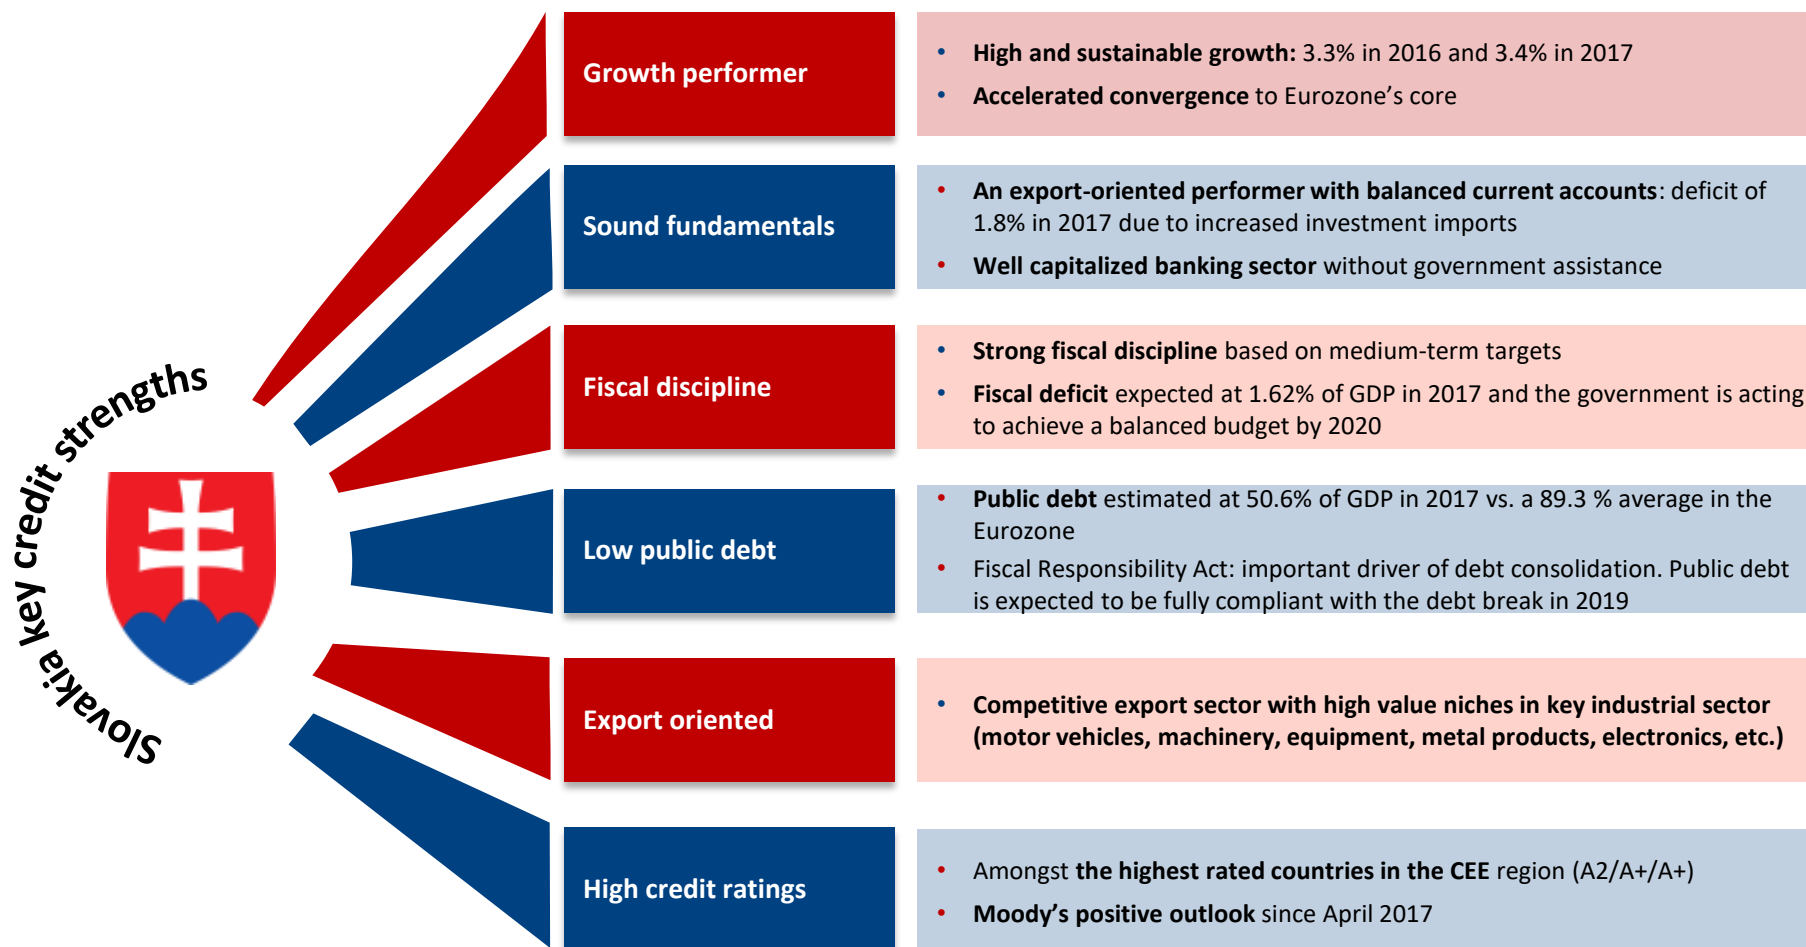 Slovakia key credit strengths
Growth performer
• High and sustainable growth: 3.3% in 2016 and 3.4% in 2017
• Accelerated convergence to Eurozone’s core
Sound fundamentals
• An export-oriented performer with balanced current accounts: deficit of
1.8% in 2017 due to increased investment imports
• Well capitalized banking sector without government assistance
Fiscal discipline
• Strong fiscal discipline based on medium-term targets
• Fiscal deficit expected at 1.62% of GDP in 2017 and the government is acting
to achieve a balanced budget by 2020
Low public debt
• Public debt estimated at 50.6% of GDP in 2017 vs. a 89.3 % average in the
Eurozone
• Fiscal Responsibility Act: important driver of debt consolidation. Public debt
is expected to be fully compliant with the debt break in 2019
Export oriented
• Competitive export sector with high value niches in key industrial sector
(motor vehicles, machinery, equipment, metal products, electronics, etc.)
High credit ratings
• Amongst the highest rated countries in the CEE region (A2/A+/A+)
• Moody’s positive outlook since April 2017